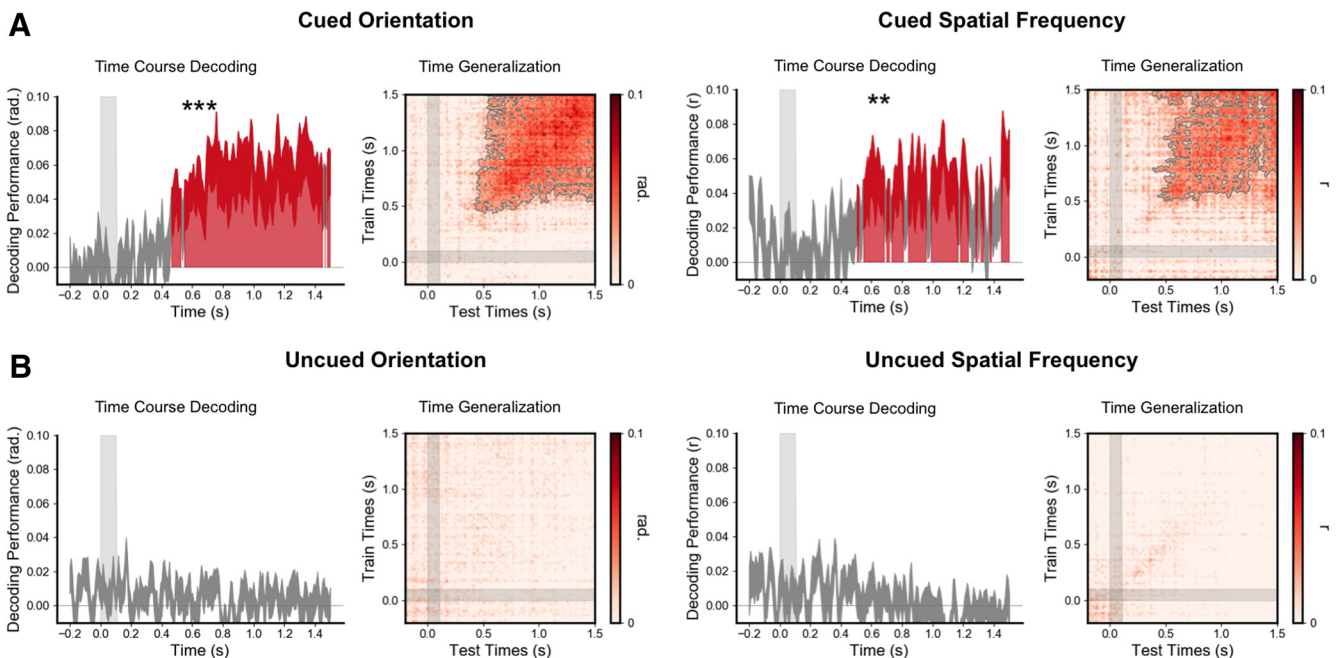 A
Cued Orientation
Cued Spatial Frequency
Time Course Decoding
Time Generalization
Time Course Decoding
Time Generalization
Decoding Performance (rad.)
0.10
0.08
0.06
0.04
0.02
0.00
***
−0.2 0.0 0.2 0.4 0.6 0.8 1.0 1.2 1.4
Time (s)
Train Times (s)
1.5
1.0
0.5
0.0
0.0 0.5 1.0 1.5
Test Times (s)
0.1
rad.
0
Decoding Performance (r)
0.10
0.08
0.06
0.04
0.02
0.00
**
−0.2 0.0 0.2 0.4 0.6 0.8 1.0 1.2 1.4
Time (s)
Train Times (s)
1.5
1.0
0.5
0.0
0.0 0.5 1.0 1.5
Test Times (s)
0.1
r
0
B
Uncued Orientation
Uncued Spatial Frequency
Time Course Decoding
Time Generalization
Time Course Decoding
Time Generalization
Decoding Performance (rad.)
0.10
0.08
0.06
0.04
0.02
0.00
−0.2 0.0 0.2 0.4 0.6 0.8 1.0 1.2 1.4
Time (s)
Train Times (s)
1.5
1.0
0.5
0.0
0.0 0.5 1.0 1.5
Test Times (s)
0.1
rad.
0
Decoding Performance (r)
0.10
0.08
0.06
0.04
0.02
0.00
−0.2 0.0 0.2 0.4 0.6 0.8 1.0 1.2 1.4
Time (s)
Train Times (s)
1.5
1.0
0.5
0.0
0.0 0.5 1.0 1.5
Test Times (s)
0.1
r
0